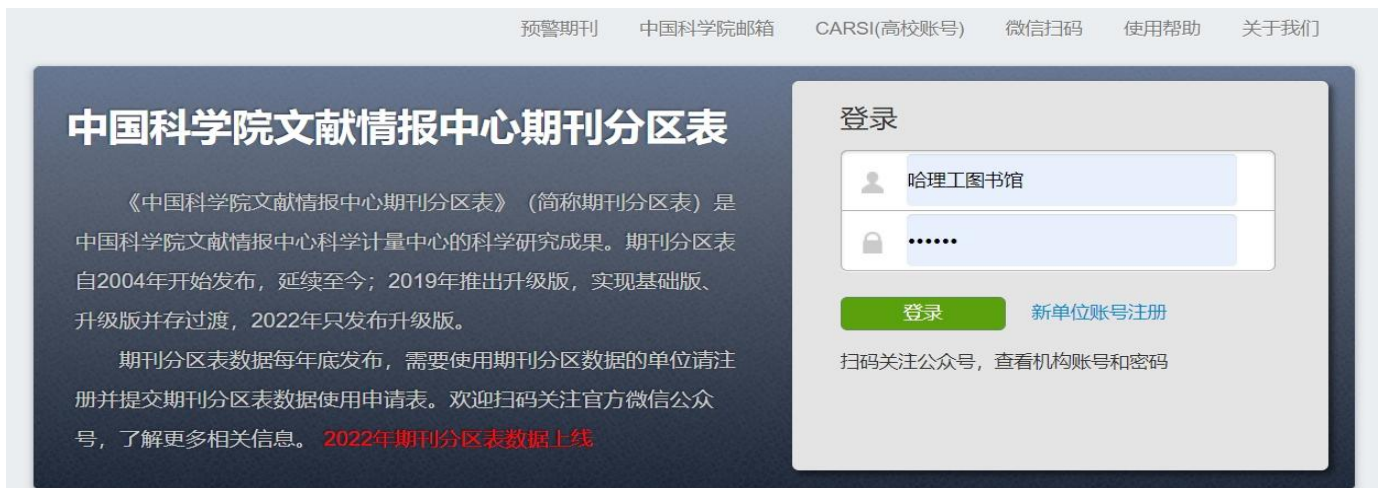 预警期刊 中国科学院邮箱 CARSI(高校账号) 微信扫码 使用帮助 关于我们
中国科学院文献情报中心期刊分区表
《中国科学院文献情报中心期刊分区表》（简称期刊分区表）是
中国科学院文献情报中心科学计量中心的科学研究成果。期刊分区表
自2004年开始发布，延续至今；2019年推出升级版，实现基础版、
升级版并存过渡，2022年只发布升级版。
期刊分区表数据每年底发布，需要使用期刊分区数据的单位请注
册并提交期刊分区表数据使用申请表。欢迎扫码关注官方微信公众
号，了解更多相关信息。 2022年期刊分区表数据上线
登录
哈理工图书馆
••••••
登录 新单位账号注册
扫码关注公众号，查看机构账号和密码